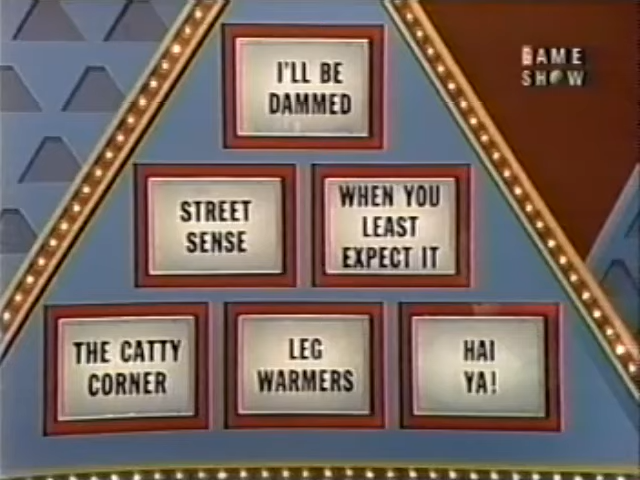 I'LL BE
DAMMED
GAME
SHOW
STREET
SENSE
WHEN YOU
LEAST
EXPECT IT
THE CATTY
CORNER
LEG
WARMERS
HAI
YA!